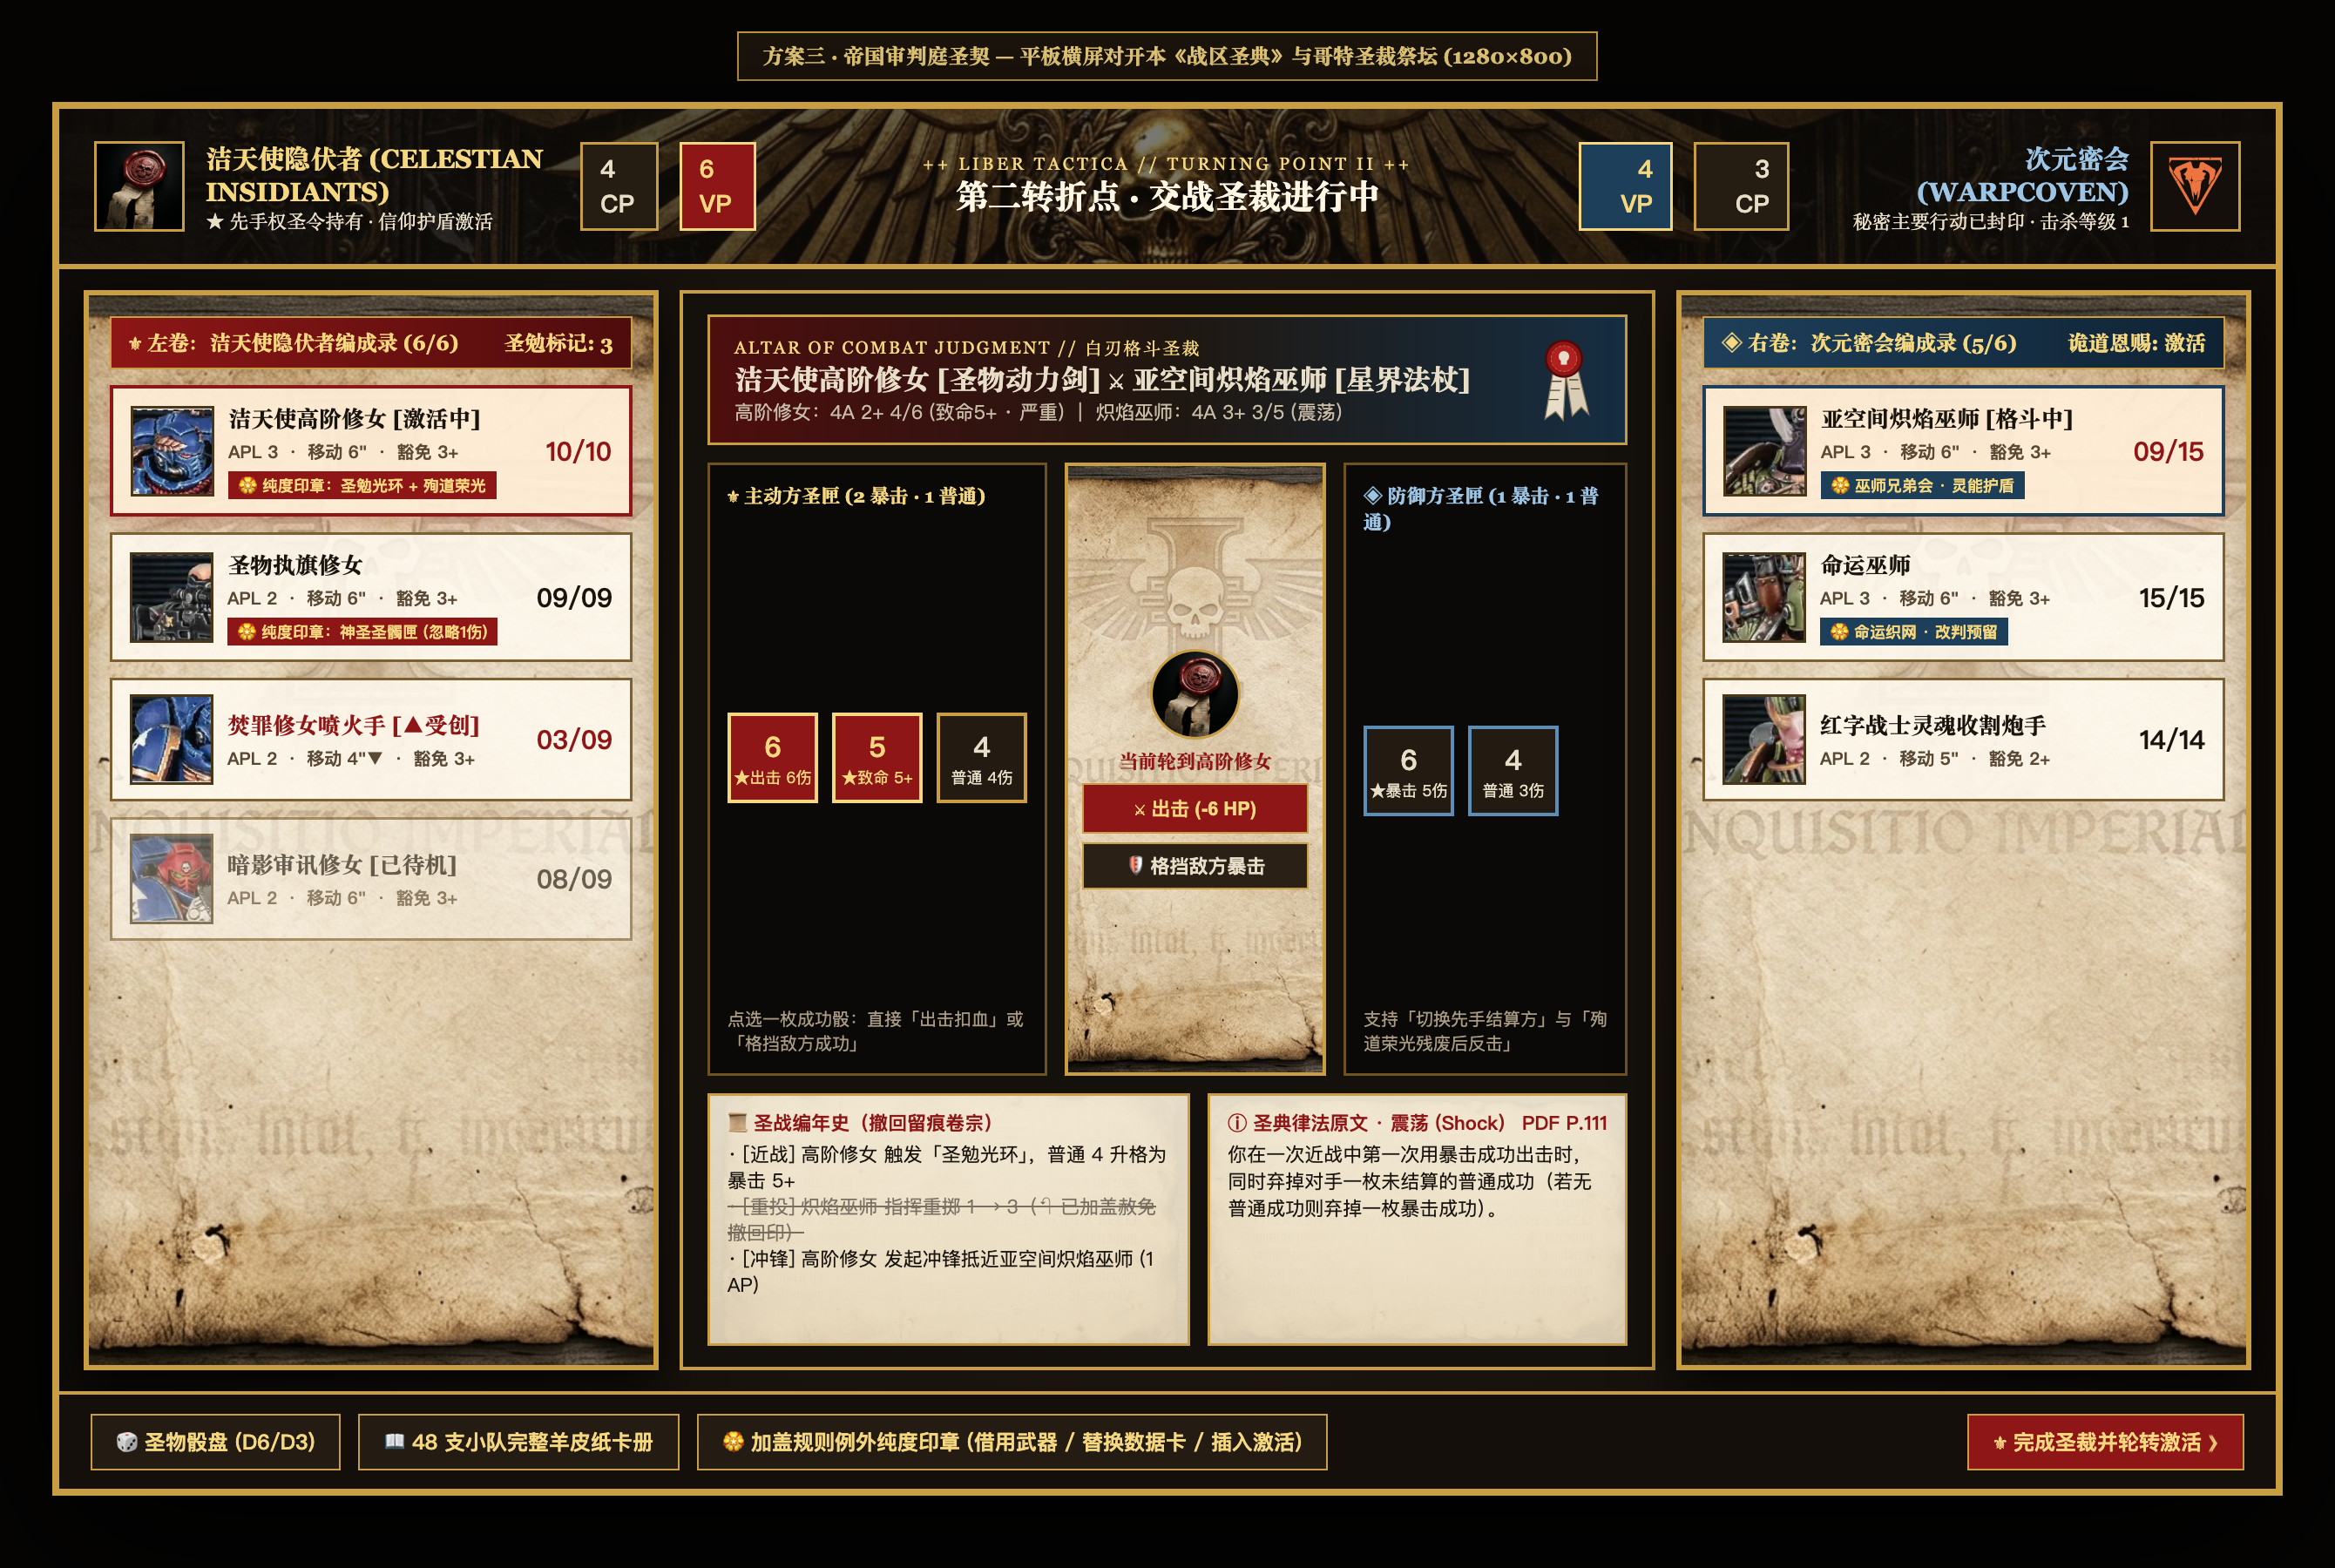 方案三 · 帝国审判庭圣契 — 平板横屏对开本《战区圣典》与哥特圣裁祭坛 (1280×800)
洁天使隐伏者 (CELESTIAN
INSIDIANTS)
★ 先手权圣令持有 · 信仰护盾激活
4
CP
6
VP
++ LIBER TACTICA // TURNING POINT II ++
第二转折点 · 交战圣裁进行中
4
VP
3
CP
次元密会
(WARPCOVEN)
秘密主要行动已封印 · 击杀等级 1
⚜ 左卷：洁天使隐伏者编成录 (6/6)
圣勉标记: 3
洁天使高阶修女 [激活中]
APL 3 · 移动 6" · 豁免 3+
纯度印章：圣勉光环 + 殉道荣光
10/10
圣物执旗修女
APL 2 · 移动 6" · 豁免 3+
纯度印章：神圣圣髑匣 (忽略1伤)
09/09
焚罪修女喷火手 [▲受创]
APL 2 · 移动 4"▼ · 豁免 3+
03/09
暗影审讯修女 [已待机]
APL 2 · 移动 6" · 豁免 3+
08/09
NQUISITIO IMPERIAL
ALTAR OF COMBAT JUDGMENT // 白刃格斗圣裁
洁天使高阶修女 [圣物动力剑] ⚔ 亚空间炽焰巫师 [星界法杖]
高阶修女：4A 2+ 4/6 (致命5+ · 严重) | 炽焰巫师：4A 3+ 3/5 (震荡)
⚜ 主动方圣匣 (2 暴击 · 1 普通)
6
★出击 6伤
5
★致命 5+
4
普通 4伤
点选一枚成功骰：直接「出击扣血」或
「格挡敌方成功」
当前轮到高阶修女
⚔ 出击 (-6 HP)
🛡 格挡敌方暴击
◈ 防御方圣匣 (1 暴击 · 1 普
通)
6
★暴击 5伤
4
普通 3伤
支持「切换先手结算方」与「殉
道荣光残废后反击」
📜 圣战编年史（撤回留痕卷宗）
· [近战] 高阶修女 触发「圣勉光环」，普通 4 升格为
暴击 5+
· [重投] 炽焰巫师 指挥重掷 1 → 3（↰ 已加盖赦免
撤回印）
· [冲锋] 高阶修女 发起冲锋抵近亚空间炽焰巫师 (1
AP)
ⓘ 圣典律法原文 · 震荡 (Shock) PDF P.111
你在一次近战中第一次用暴击成功出击时，
同时弃掉对手一枚未结算的普通成功（若无
普通成功则弃掉一枚暴击成功）。
◈ 右卷：次元密会编成录 (5/6)
诡道恩赐: 激活
亚空间炽焰巫师 [格斗中]
APL 3 · 移动 6" · 豁免 3+
巫师兄弟会 · 灵能护盾
09/15
命运巫师
APL 3 · 移动 6" · 豁免 3+
命运织网 · 改判预留
15/15
红字战士灵魂收割炮手
APL 2 · 移动 5" · 豁免 2+
14/14
NQUISITIO IMPERIAL
🎲 圣物骰盘 (D6/D3)
📖 48 支小队完整羊皮纸卡册
加盖规则例外纯度印章 (借用武器 / 替换数据卡 / 插入激活)
⚜ 完成圣裁并轮转激活 ❯